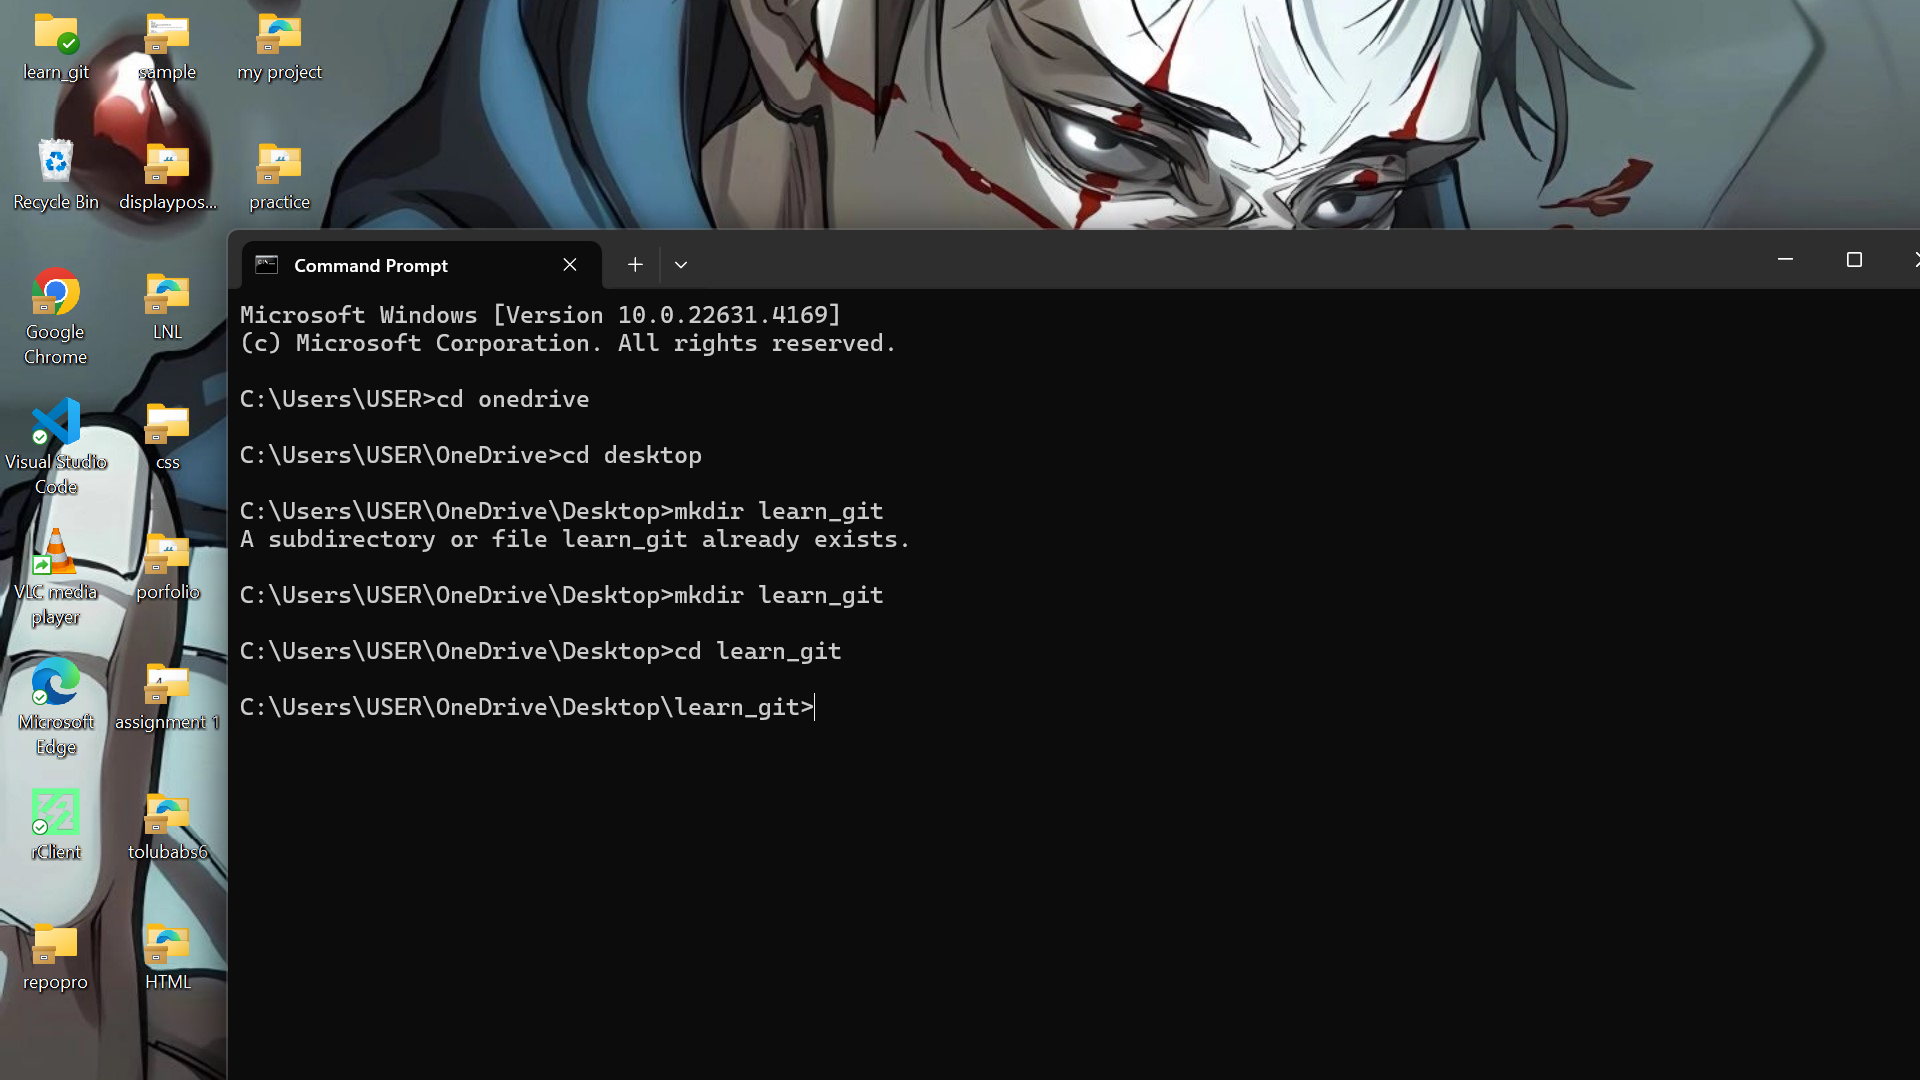 learn_git
sample
my project
Recycle Bin
displaypos...
practice
Google
Chrome
LNL
Visual Studio
Code
css
VLC media
player
porfolio
Microsoft
Edge
assignment 1
rClient
tolubabs6
repopro
HTML
Command Prompt
Microsoft Windows [Version 10.0.22631.4169]
(c) Microsoft Corporation. All rights reserved.
C:\Users\USER>cd onedrive
C:\Users\USER\OneDrive>cd desktop
C:\Users\USER\OneDrive\Desktop>mkdir learn_git
A subdirectory or file learn_git already exists.
C:\Users\USER\OneDrive\Desktop>mkdir learn_git
C:\Users\USER\OneDrive\Desktop>cd learn_git
C:\Users\USER\OneDrive\Desktop\learn_git>